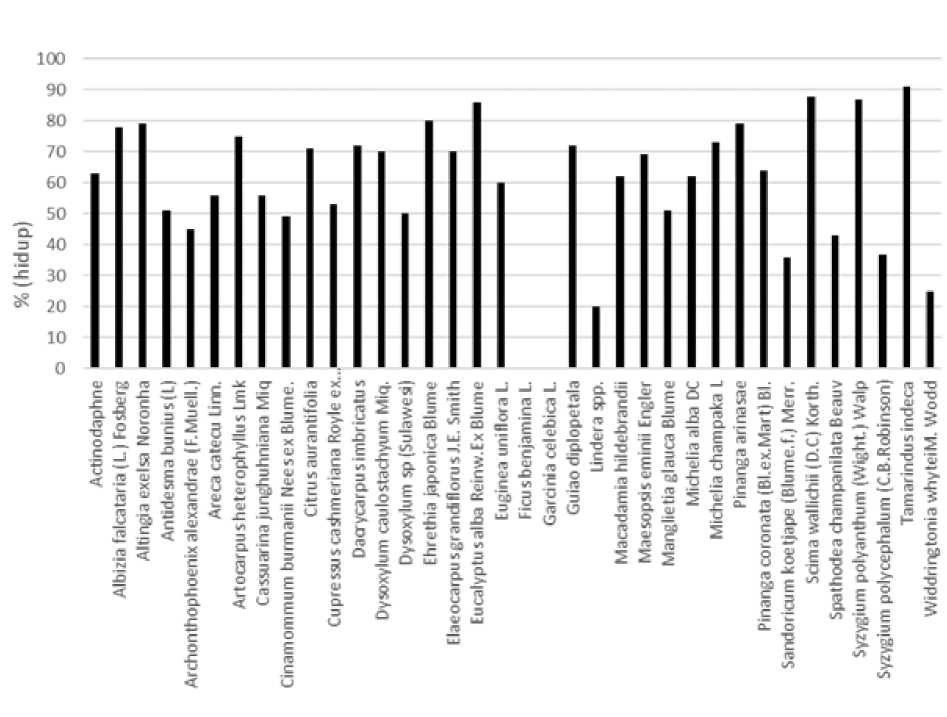 % (hidup)
100
90
80
70
60
50
40
30
20
10
0
Actinodaphne
Albizia falcataria (L.) Fosberg
Altingia exelsa Noronha
Antidesma bunius (L)
Archonthophoenix alexandrae (F.Muell.)
Areca catecu Linn.
Artocarpus heterophyllus Lmk
Cassuarina junghuhniana Miq
Cinamommum burmanii Nees ex Blume.
Citrus aurantifolia
Cupressus cashmeriana Royle ex...
Dacrycarpus imbricatus
Dysoxylum caulostachyum Miq.
Dysoxylum sp (Sulawesi)
Ehrethia japonica Blume
Elaeocarpus grandiflorus J.E. Smith
Eucalyptus alba Reinw. Ex Blume
Euginea uniflora L.
Ficus benjamina L.
Garcinia celebica L.
Guiao diplopetala
Lindera spp.
Macadamia hildebrandii
Maesopsis eminii Engler
Manglietia glauca Blume
Michelia alba DC
Michelia champaka L
Pinanga arinasae
Pinanga coronata (Bl.ex.Mart) Bl.
Sandoricum koetjape (Blume.f.) Merr.
Scima wallichii (D.C.) Korth.
Spathodea champanilata Beauv
Syzygium polyanthum (Wight.) Walp
Syzygium polycephalum (C.B.Robinson)
Tamarindus indeca
Widdringtonia whyteiM. Wodd